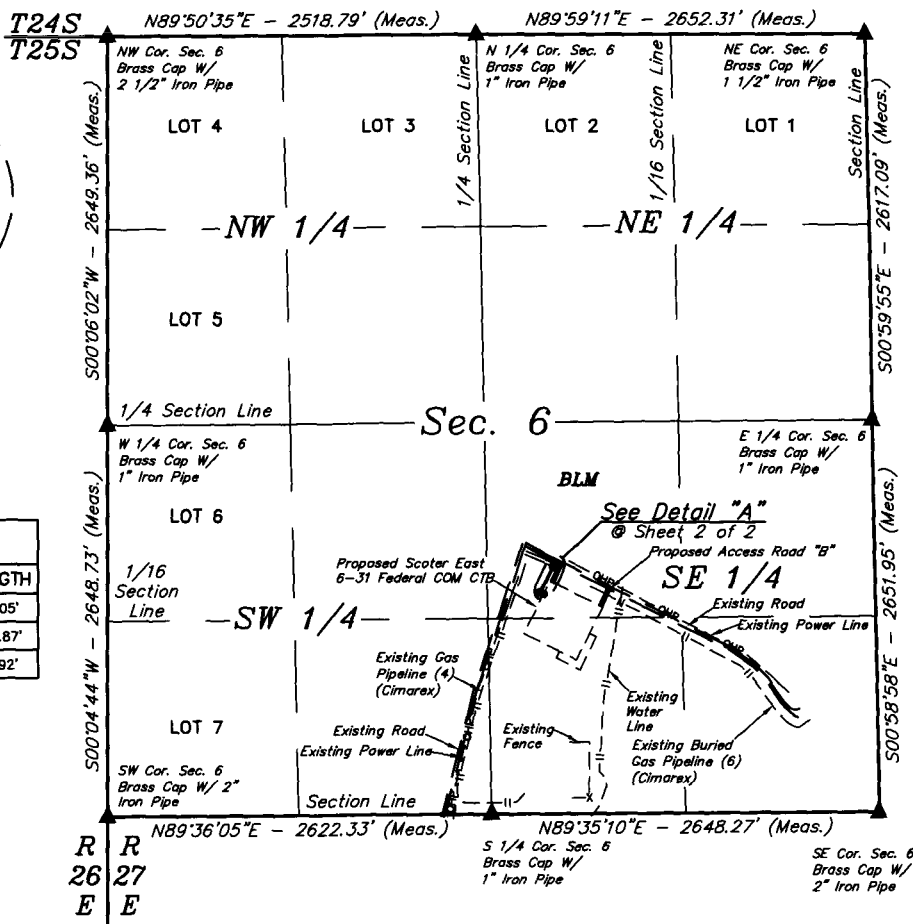 T24S
T25S
N89°50'35"E - 2518.79' (Meas.)
N89°59'11"E - 2652.31' (Meas.)
NW Cor. Sec. 6
Brass Cap W/
2 1/2" Iron Pipe
N 1/4 Cor. Sec. 6
Brass Cap W/
1" Iron Pipe
NE Cor. Sec. 6
Brass Cap W/
1 1/2" Iron Pipe
LOT 4
LOT 3
LOT 2
LOT 1
1/4 Section Line
1/16 Section Line
Section Line
S00°06'02"W - 2649.36' (Meas.)
S00°59'55"E - 2617.09' (Meas.)
NW 1/4
NE 1/4
LOT 5
1/4 Section Line
Sec. 6
W 1/4 Cor. Sec. 6
Brass Cap W/
1" Iron Pipe
E 1/4 Cor. Sec. 6
Brass Cap W/
1" Iron Pipe
BLM
LOT 6
See Detail "A"
@ Sheet 2 of 2
Proposed Access Road "B"
Proposed Scoter East
6-31 Federal COM CTB
SE 1/4
GTH
05'
.87'
92'
1/16
Section
Line
SW 1/4
OHP
OHP
OHP
Existing Road
Existing Power Line
Existing Gas
Pipeline (4)
(Cimarex)
Existing
Water
Line
Existing Road
Existing Power Line
Existing
Fence
Existing Buried
Gas Pipeline (6)
(Cimarex)
OHP
OHP
OHP
LOT 7
S00°04'44"W - 2648.73' (Meas.)
S00°58'58"E - 2651.95' (Meas.)
SW Cor. Sec. 6
Brass Cap W/ 2"
Iron Pipe
Section Line
x
N89°36'05"E - 2622.33' (Meas.)
N89°35'10"E - 2648.27' (Meas.)
S 1/4 Cor. Sec. 6
Brass Cap W/
1" Iron Pipe
SE Cor. Sec. 6
Brass Cap W/
2" Iron Pipe
R R
26 27
E E